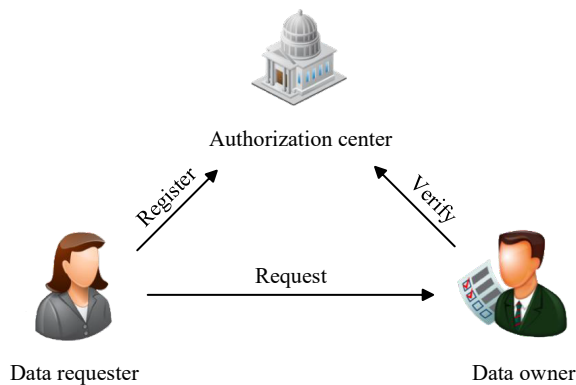 Authorization center
Register
Verify
Request
Data requester
Data owner